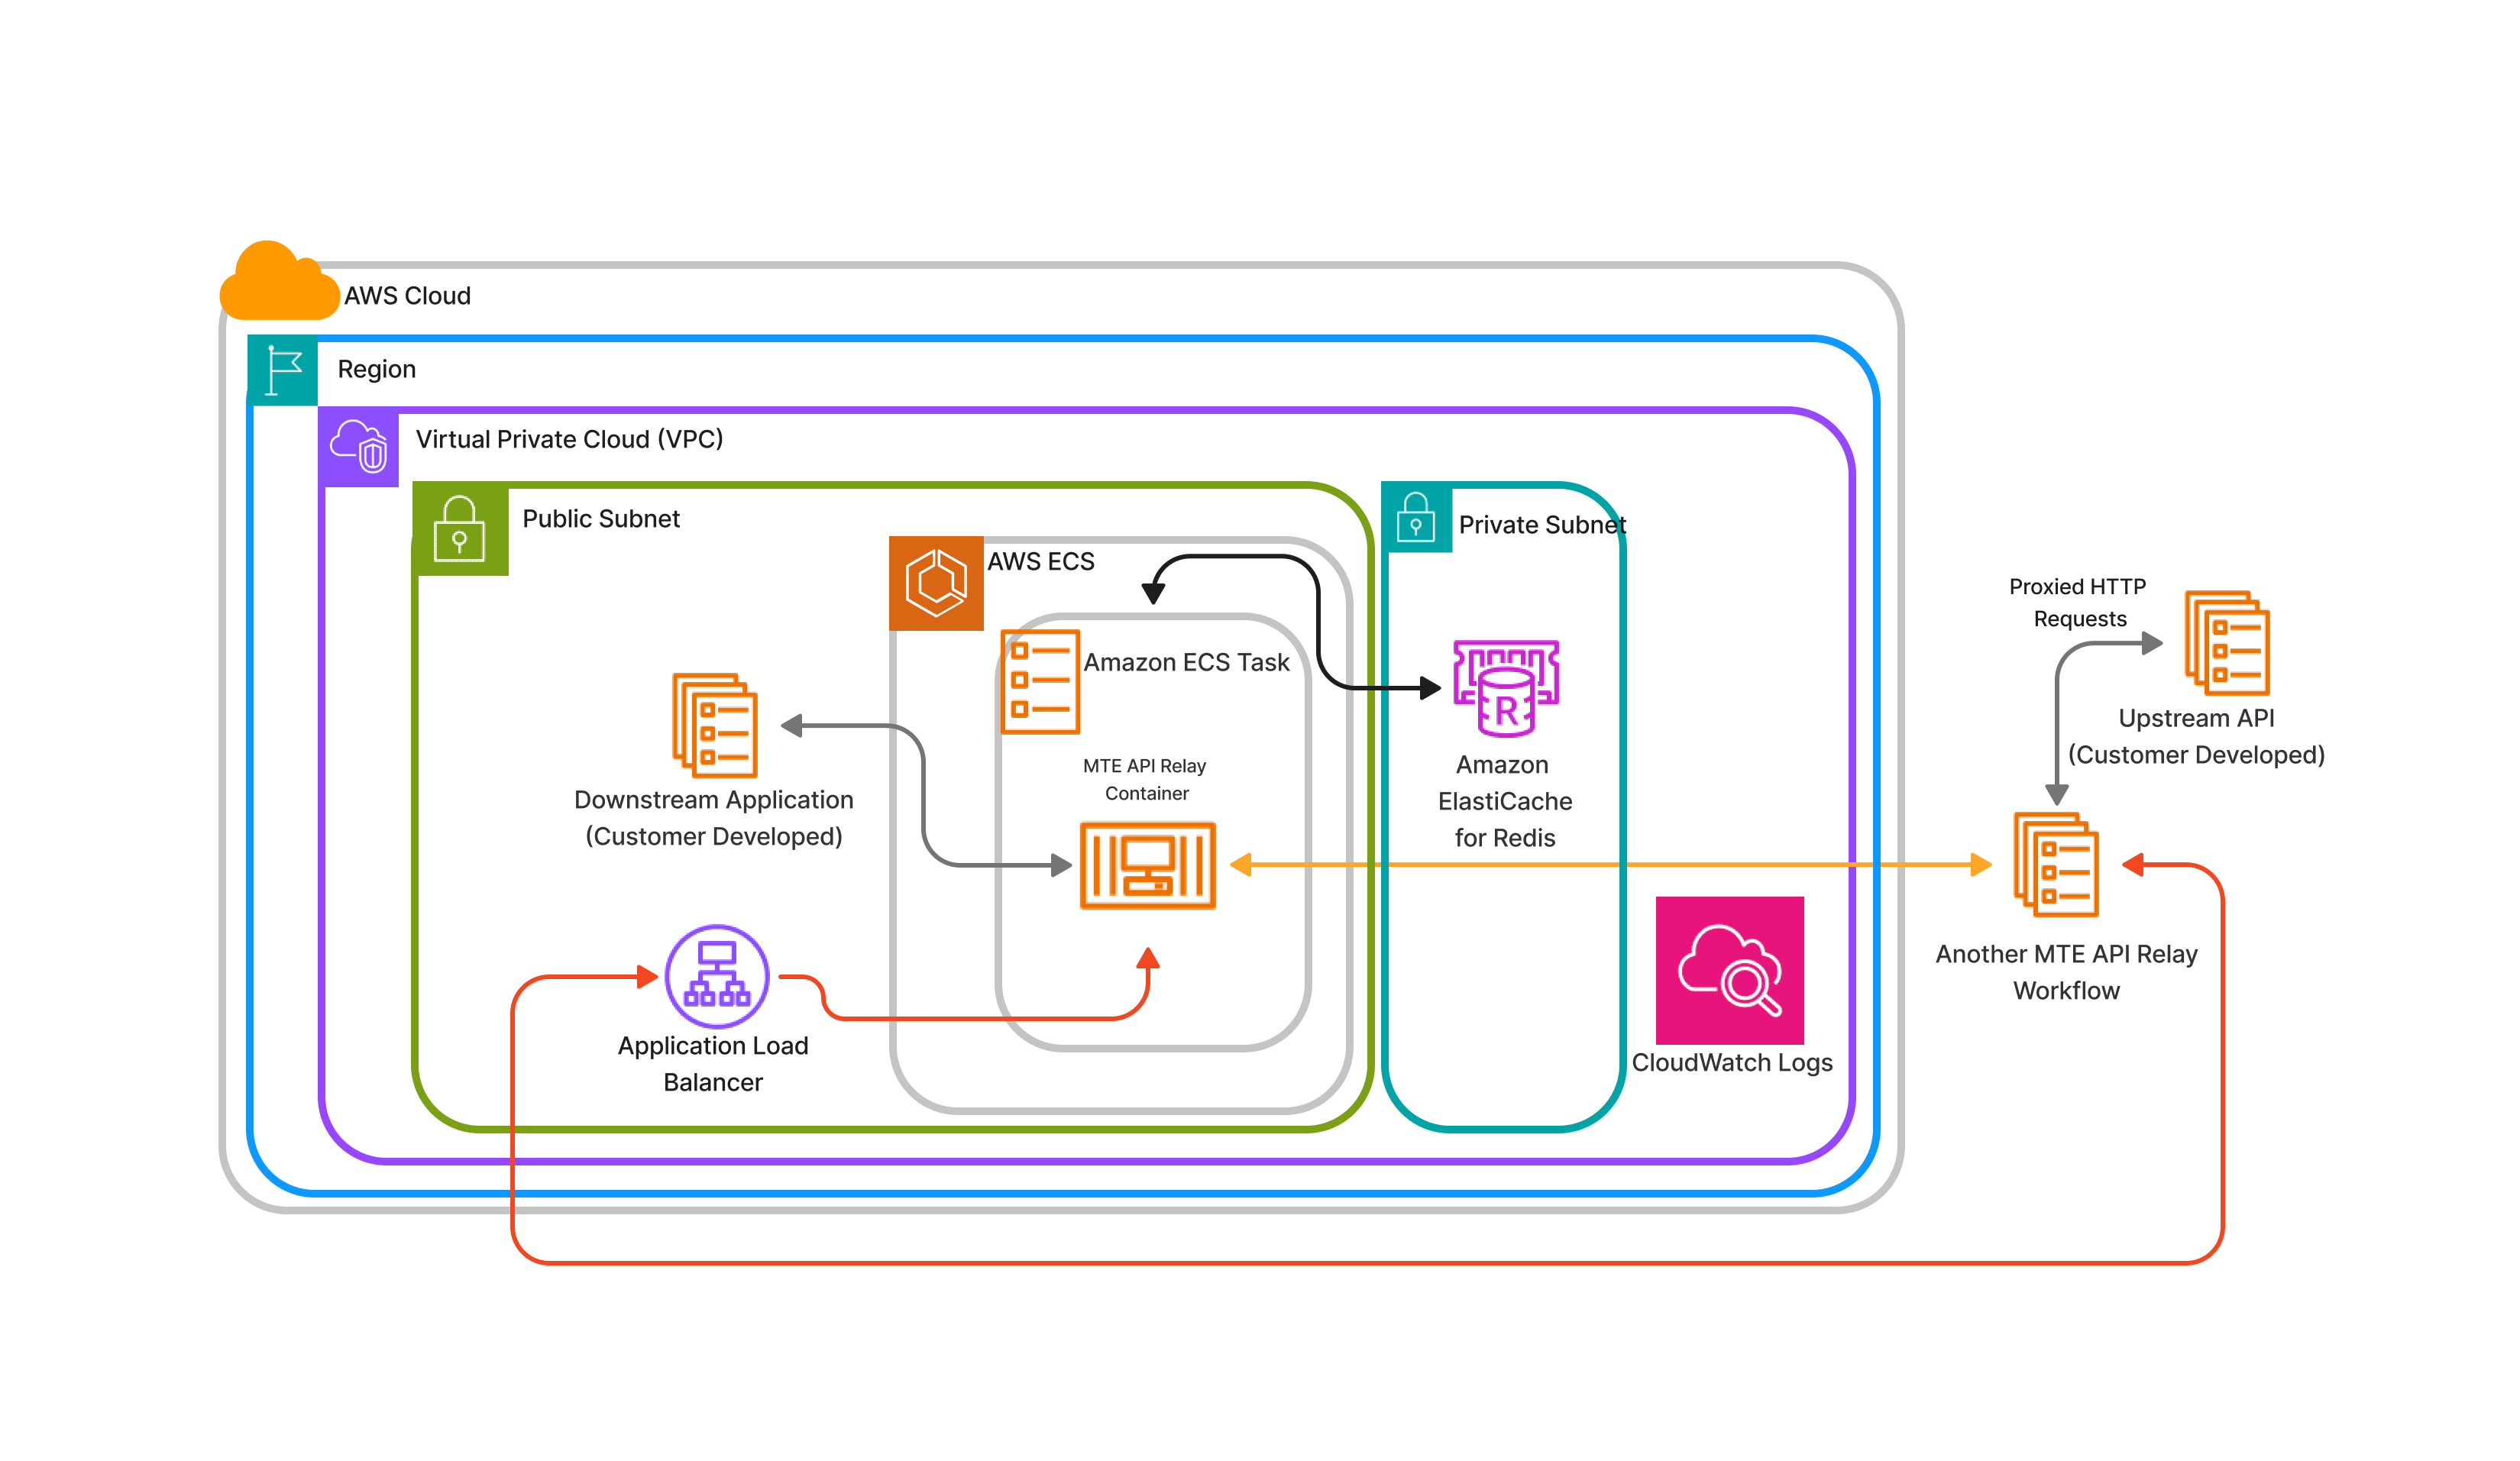 AWS Cloud
Region
Virtual Private Cloud (VPC)
Public Subnet
Private Subnet
AWS ECS
Amazon ECS Task
MTE API Relay
Container
Downstream Application
(Customer Developed)
Application Load
Balancer
Amazon
ElastiCache
for Redis
R
CloudWatch Logs
Proxied HTTP
Requests
Upstream API
(Customer Developed)
Another MTE API Relay
Workflow